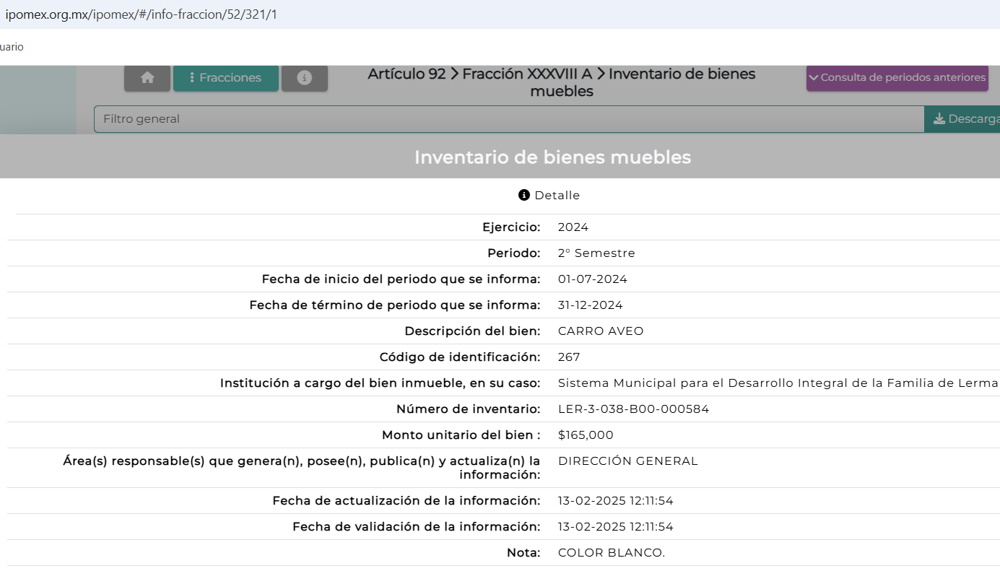 ipomex.org.mx/ipomex/#/info-fraccion/52/321/1
uario
Fracciones
Artículo 92 > Fracción XXXVIII A > Inventario de bienes
muebles
Consulta de periodos anteriores
Filtro general
Descarga
Inventario de bienes muebles
Detalle
Ejercicio: 2024
Periodo: 2° Semestre
Fecha de inicio del periodo que se informa: 01-07-2024
Fecha de término de periodo que se informa: 31-12-2024
Descripción del bien: CARRO AVEO
Código de identificación: 267
Institución a cargo del bien inmueble, en su caso: Sistema Municipal para el Desarrollo Integral de la Familia de Lerma
Número de inventario: LER-3-038-B00-000584
Monto unitario del bien : $165,000
Área(s) responsable(s) que genera(n), posee(n), publica(n) y actualiza(n) la DIRECCIÓN GENERAL
información:
Fecha de actualización de la información: 13-02-2025 12:11:54
Fecha de validación de la información: 13-02-2025 12:11:54
Nota: COLOR BLANCO.